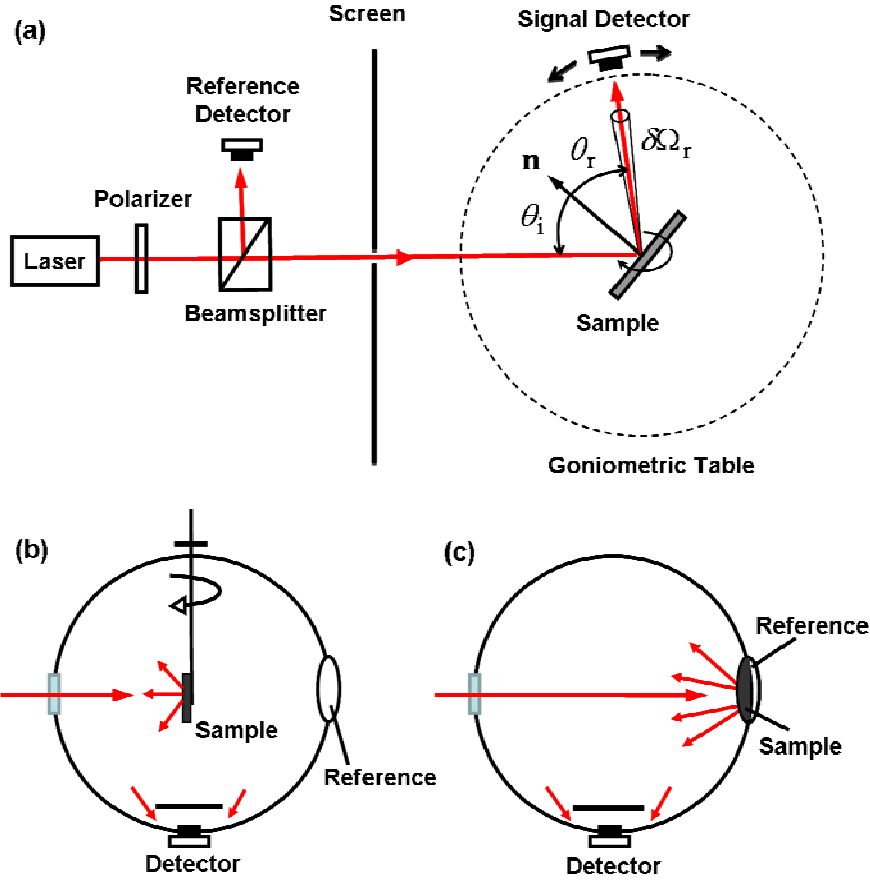 (a)
Screen
Signal Detector
Reference
Detector
θr
δΩr
n
Polarizer
θi
Laser
Beamsplitter
Sample
Goniometric Table
(b)
(c)
Reference
Sample
Sample
Reference
Detector
Detector